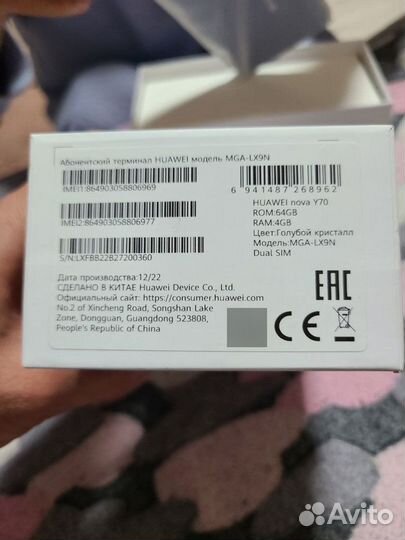 Абонентский терминал HUAWEI модель MGA-LX9N
IMEI1:864903058806969
6 941487 268962
HUAWEI nova Y70
ROM:64GB
IMEI2:864903058806977
RAM:4GB
Цвет:Голубой кристалл
Модель:MGA-LX9N
S/N:LXFBB22B27200360
Dual SIM
Дата производства:12/22
СДЕЛАНО В КИТАЕ Huawei Device Co., Ltd.
Официальный сайт: https://consumer.huawei.com
No.2 of Xincheng Road, Songshan Lake
Zone, Dongguan, Guangdong 523808,
People's Republic of China
EAC
CE
Avito